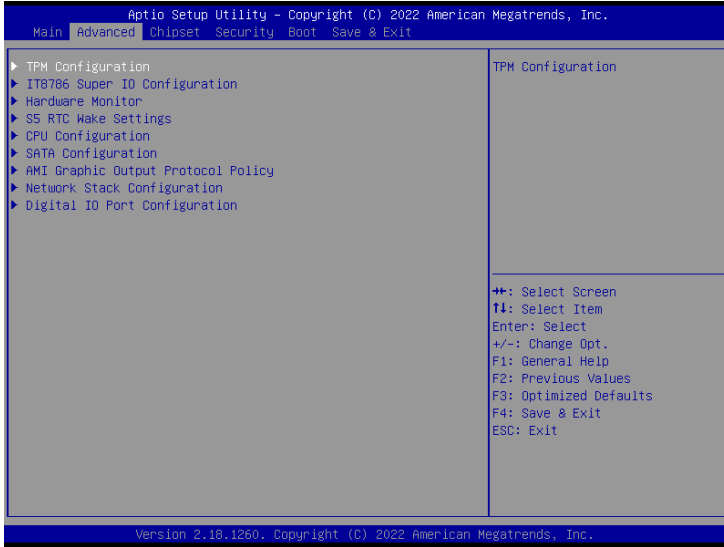 Aptio Setup Utility – Copyright (C) 2022 American Megatrends, Inc.
Main Advanced Chipset Security Boot Save & Exit
TPM Configuration
IT8786 Super IO Configuration
Hardware Monitor
S5 RTC Wake Settings
CPU Configuration
SATA Configuration
AMI Graphic Output Protocol Policy
Network Stack Configuration
Digital IO Port Configuration
TPM Configuration
→←: Select Screen
↑↓: Select Item
Enter: Select
+/-: Change Opt.
F1: General Help
F2: Previous Values
F3: Optimized Defaults
F4: Save & Exit
ESC: Exit
Version 2.18.1260. Copyright (C) 2022 American Megatrends, Inc.